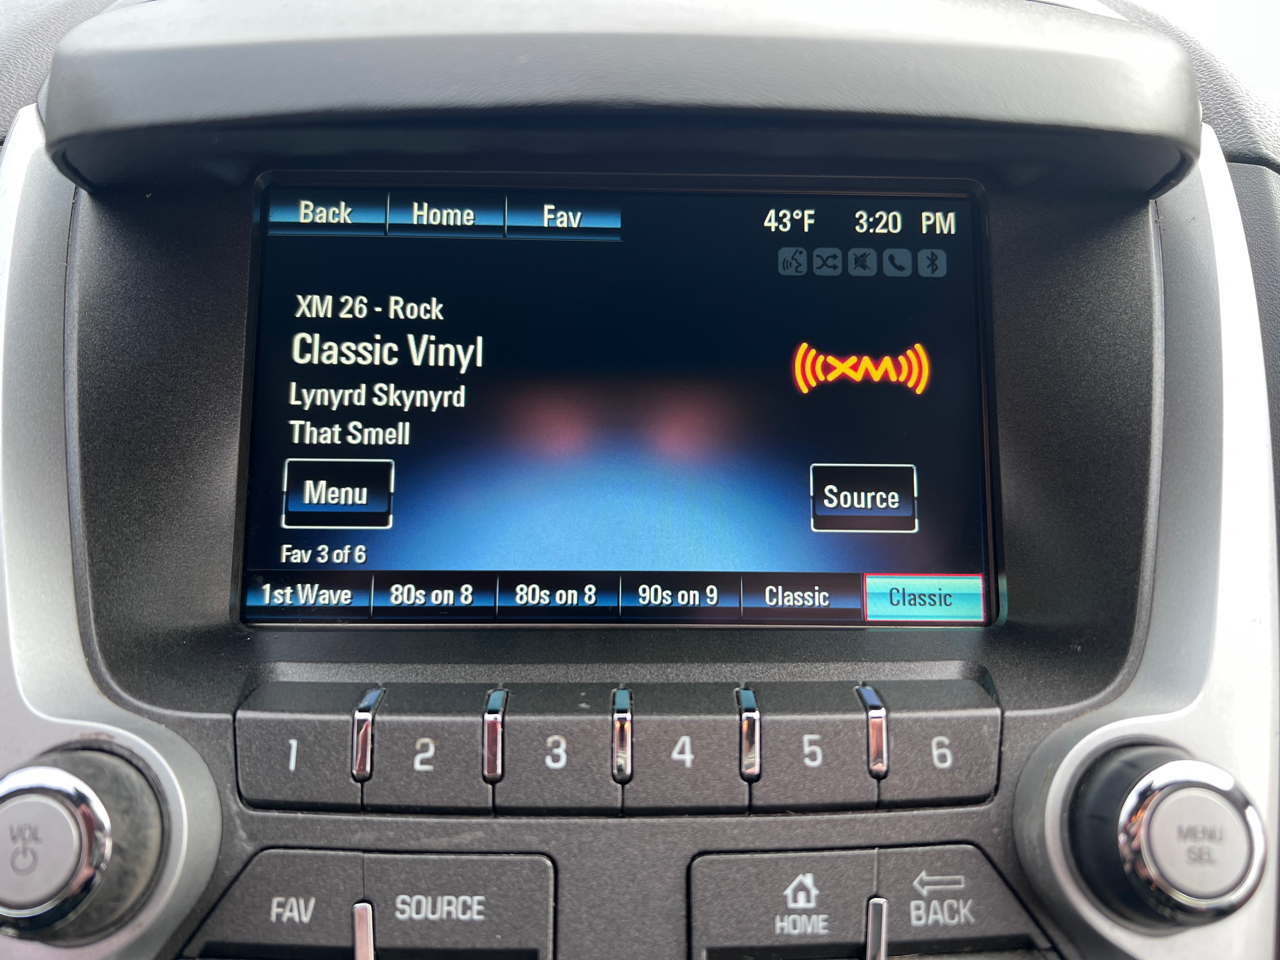 Back Home Fav 43°F 3:20 PM
XM 26 - Rock
Classic Vinyl
XM
Lynyrd Skynyrd
That Smell
Menu Source
Fav 3 of 6
1st Wave 80s on 8 80s on 8 90s on 9 Classic Classic
1 2 3 4 5 6
VOL
MENU
SEL
FAV SOURCE HOME BACK